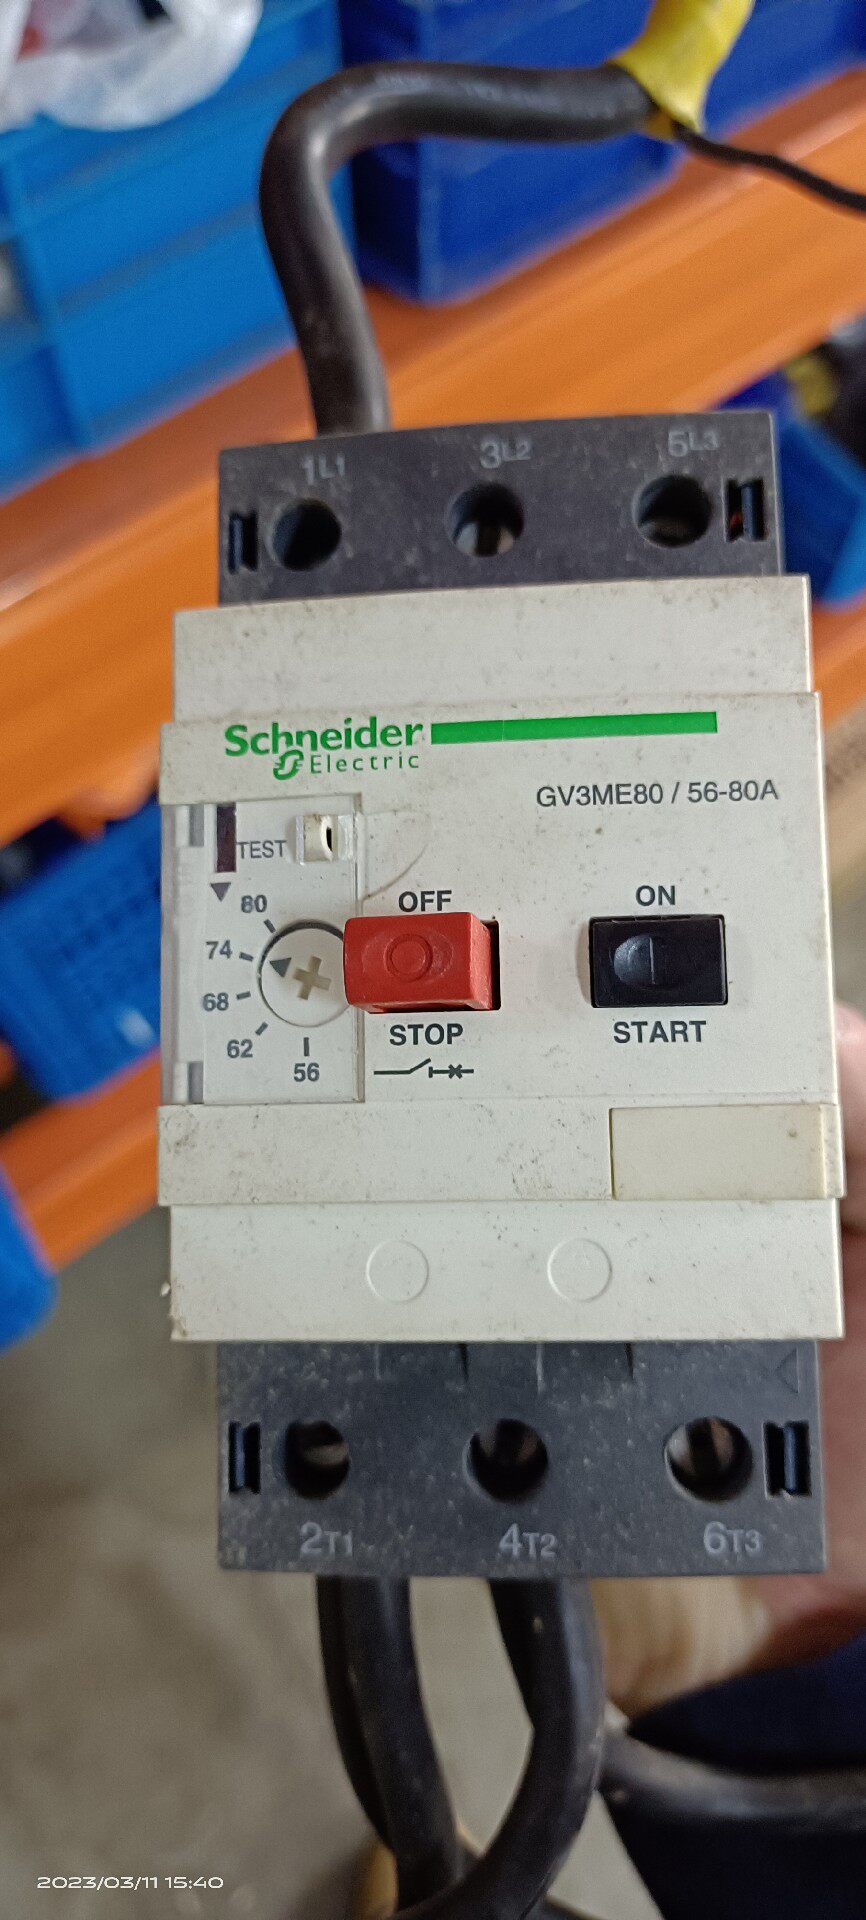 1L1 3L2 5L3
Schneider
Electric
GV3ME80 / 56-80A
TEST
80
74
68
62
56
OFF
STOP
ON
START
2T1 4T2 6T3
2023/03/11 15:40